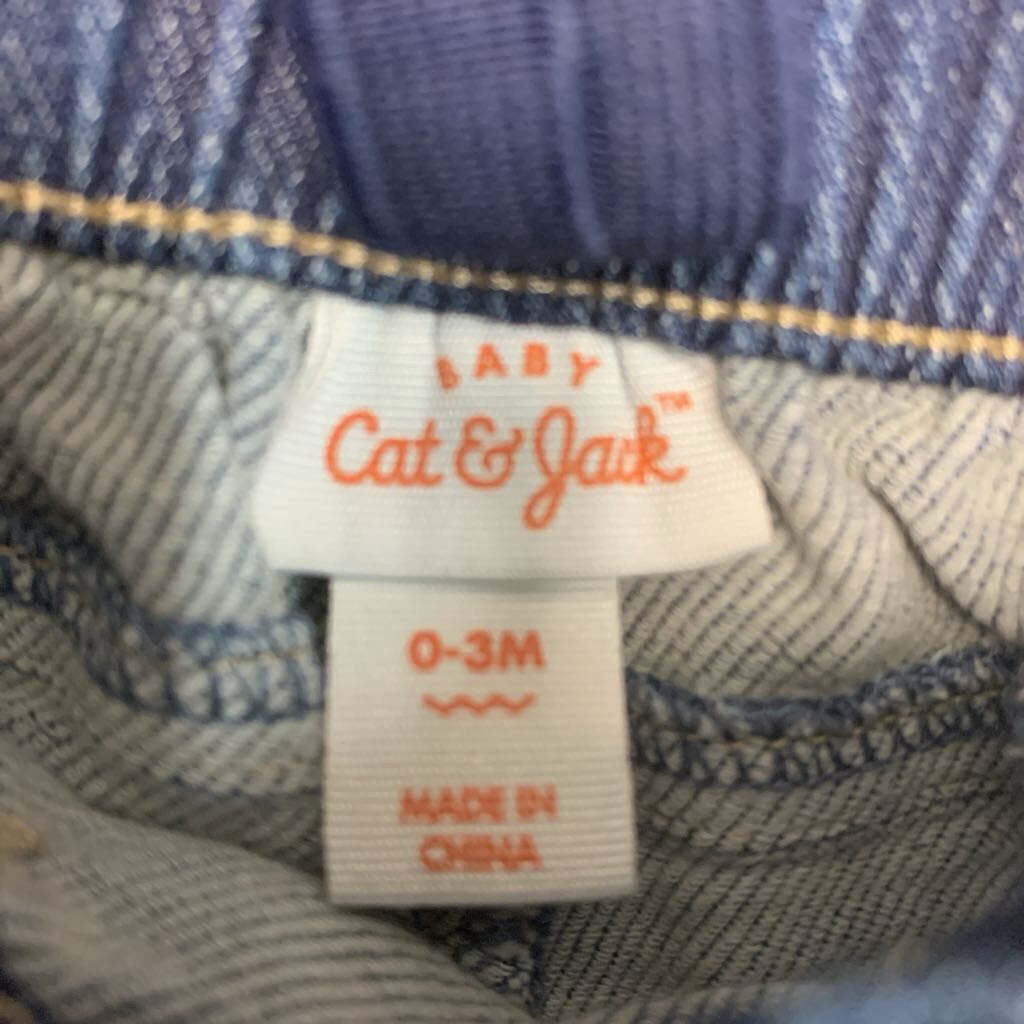 BABY
Cat & Jack™
0-3M
MADE IN
CHINA